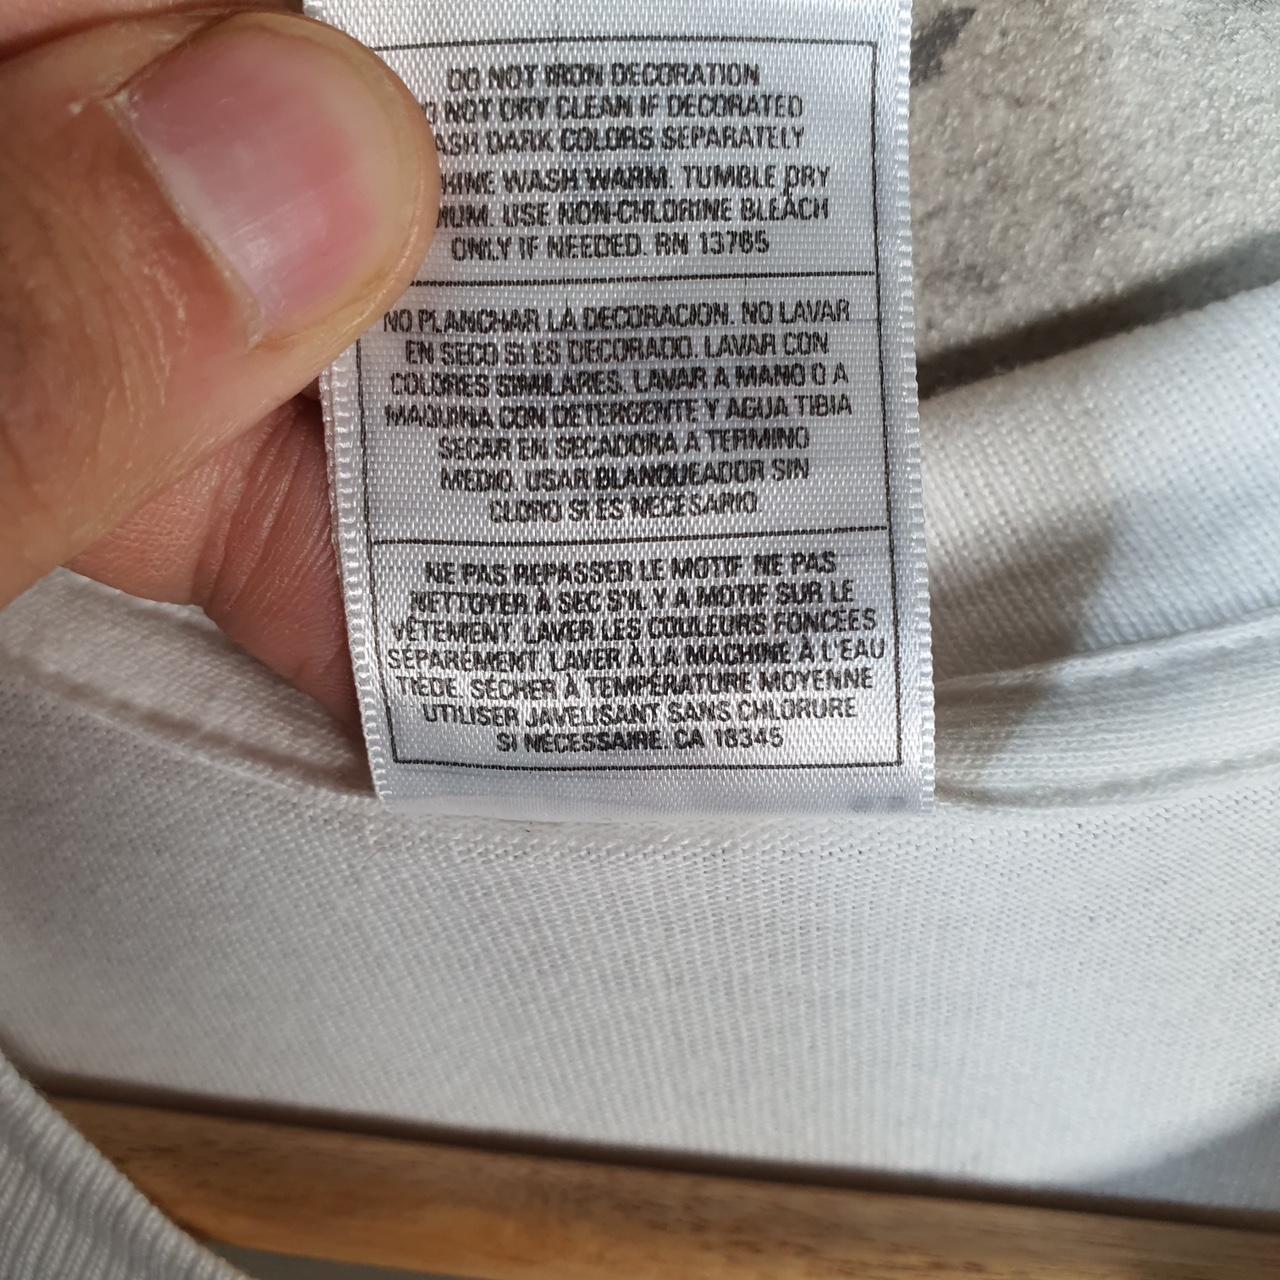 DO NOT IRON DECORATION
NOT DRY CLEAN IF DECORATED
ASH DARK COLORS SEPARATELY
HINE WASH WARM. TUMBLE DRY
IUM. USE NON-CHLORINE BLEACH
ONLY IF NEEDED. RN 13765
NO PLANCHAR LA DECORACION. NO LAVAR
EN SECO SI ES DECORADO. LAVAR CON
COLORES SIMILARES. LAVAR A MANO O A
MAQUINA CON DETERGENTE Y AGUA TIBIA
SECAR EN SECADORA A TERMINO
MEDIO. USAR BLANQUEADOR SIN
CLORO SI ES NECESARIO
NE PAS REPASSER LE MOTIF NE PAS
NETTOYER À SEC S'IL Y A MOTIF SUR LE
VÊTEMENT. LAVER LES COULEURS FONCÉES
SÉPARÉMENT. LAVER À LA MACHINE À L'EAU
TIÈDE. SÉCHER À TEMPÉRATURE MOYENNE
UTILISER JAVELISANT SANS CHLORURE
SI NÉCESSAIRE. CA 18345